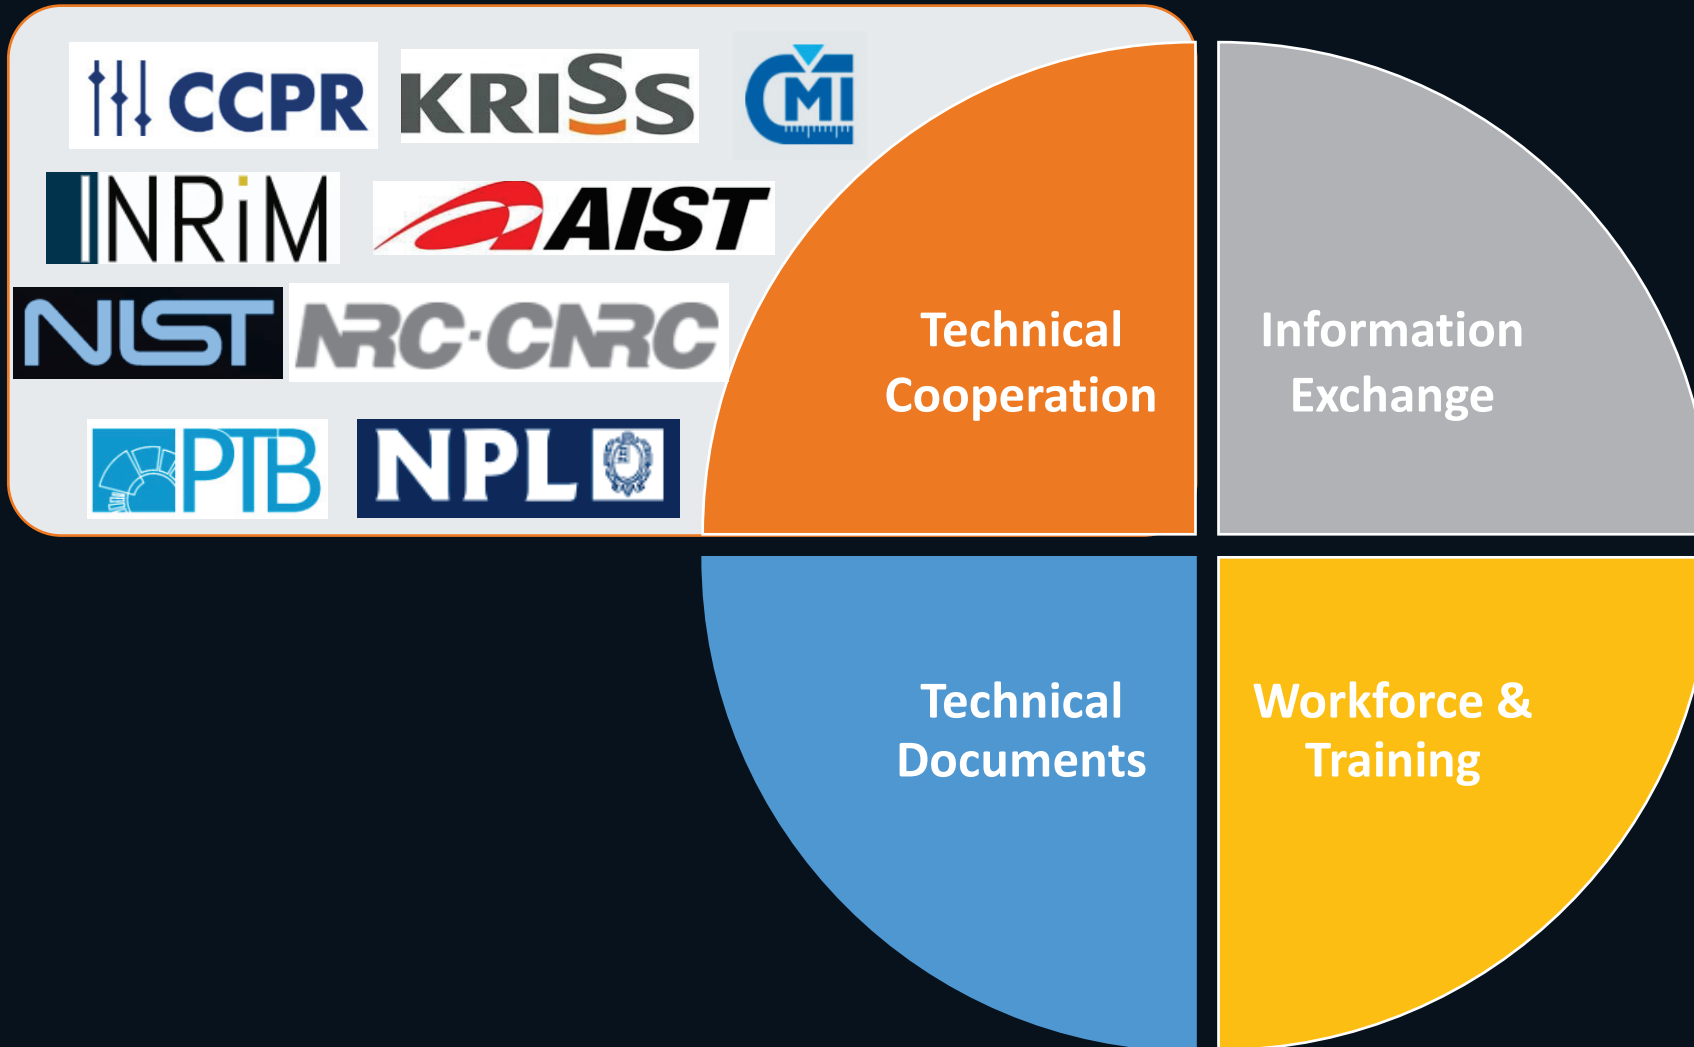 CCPR
KRISS
CMI
INRiM
AIST
NIST
NRC·CNRC
PTB
NPL
Technical
Cooperation
Information
Exchange
Technical
Documents
Workforce &
Training